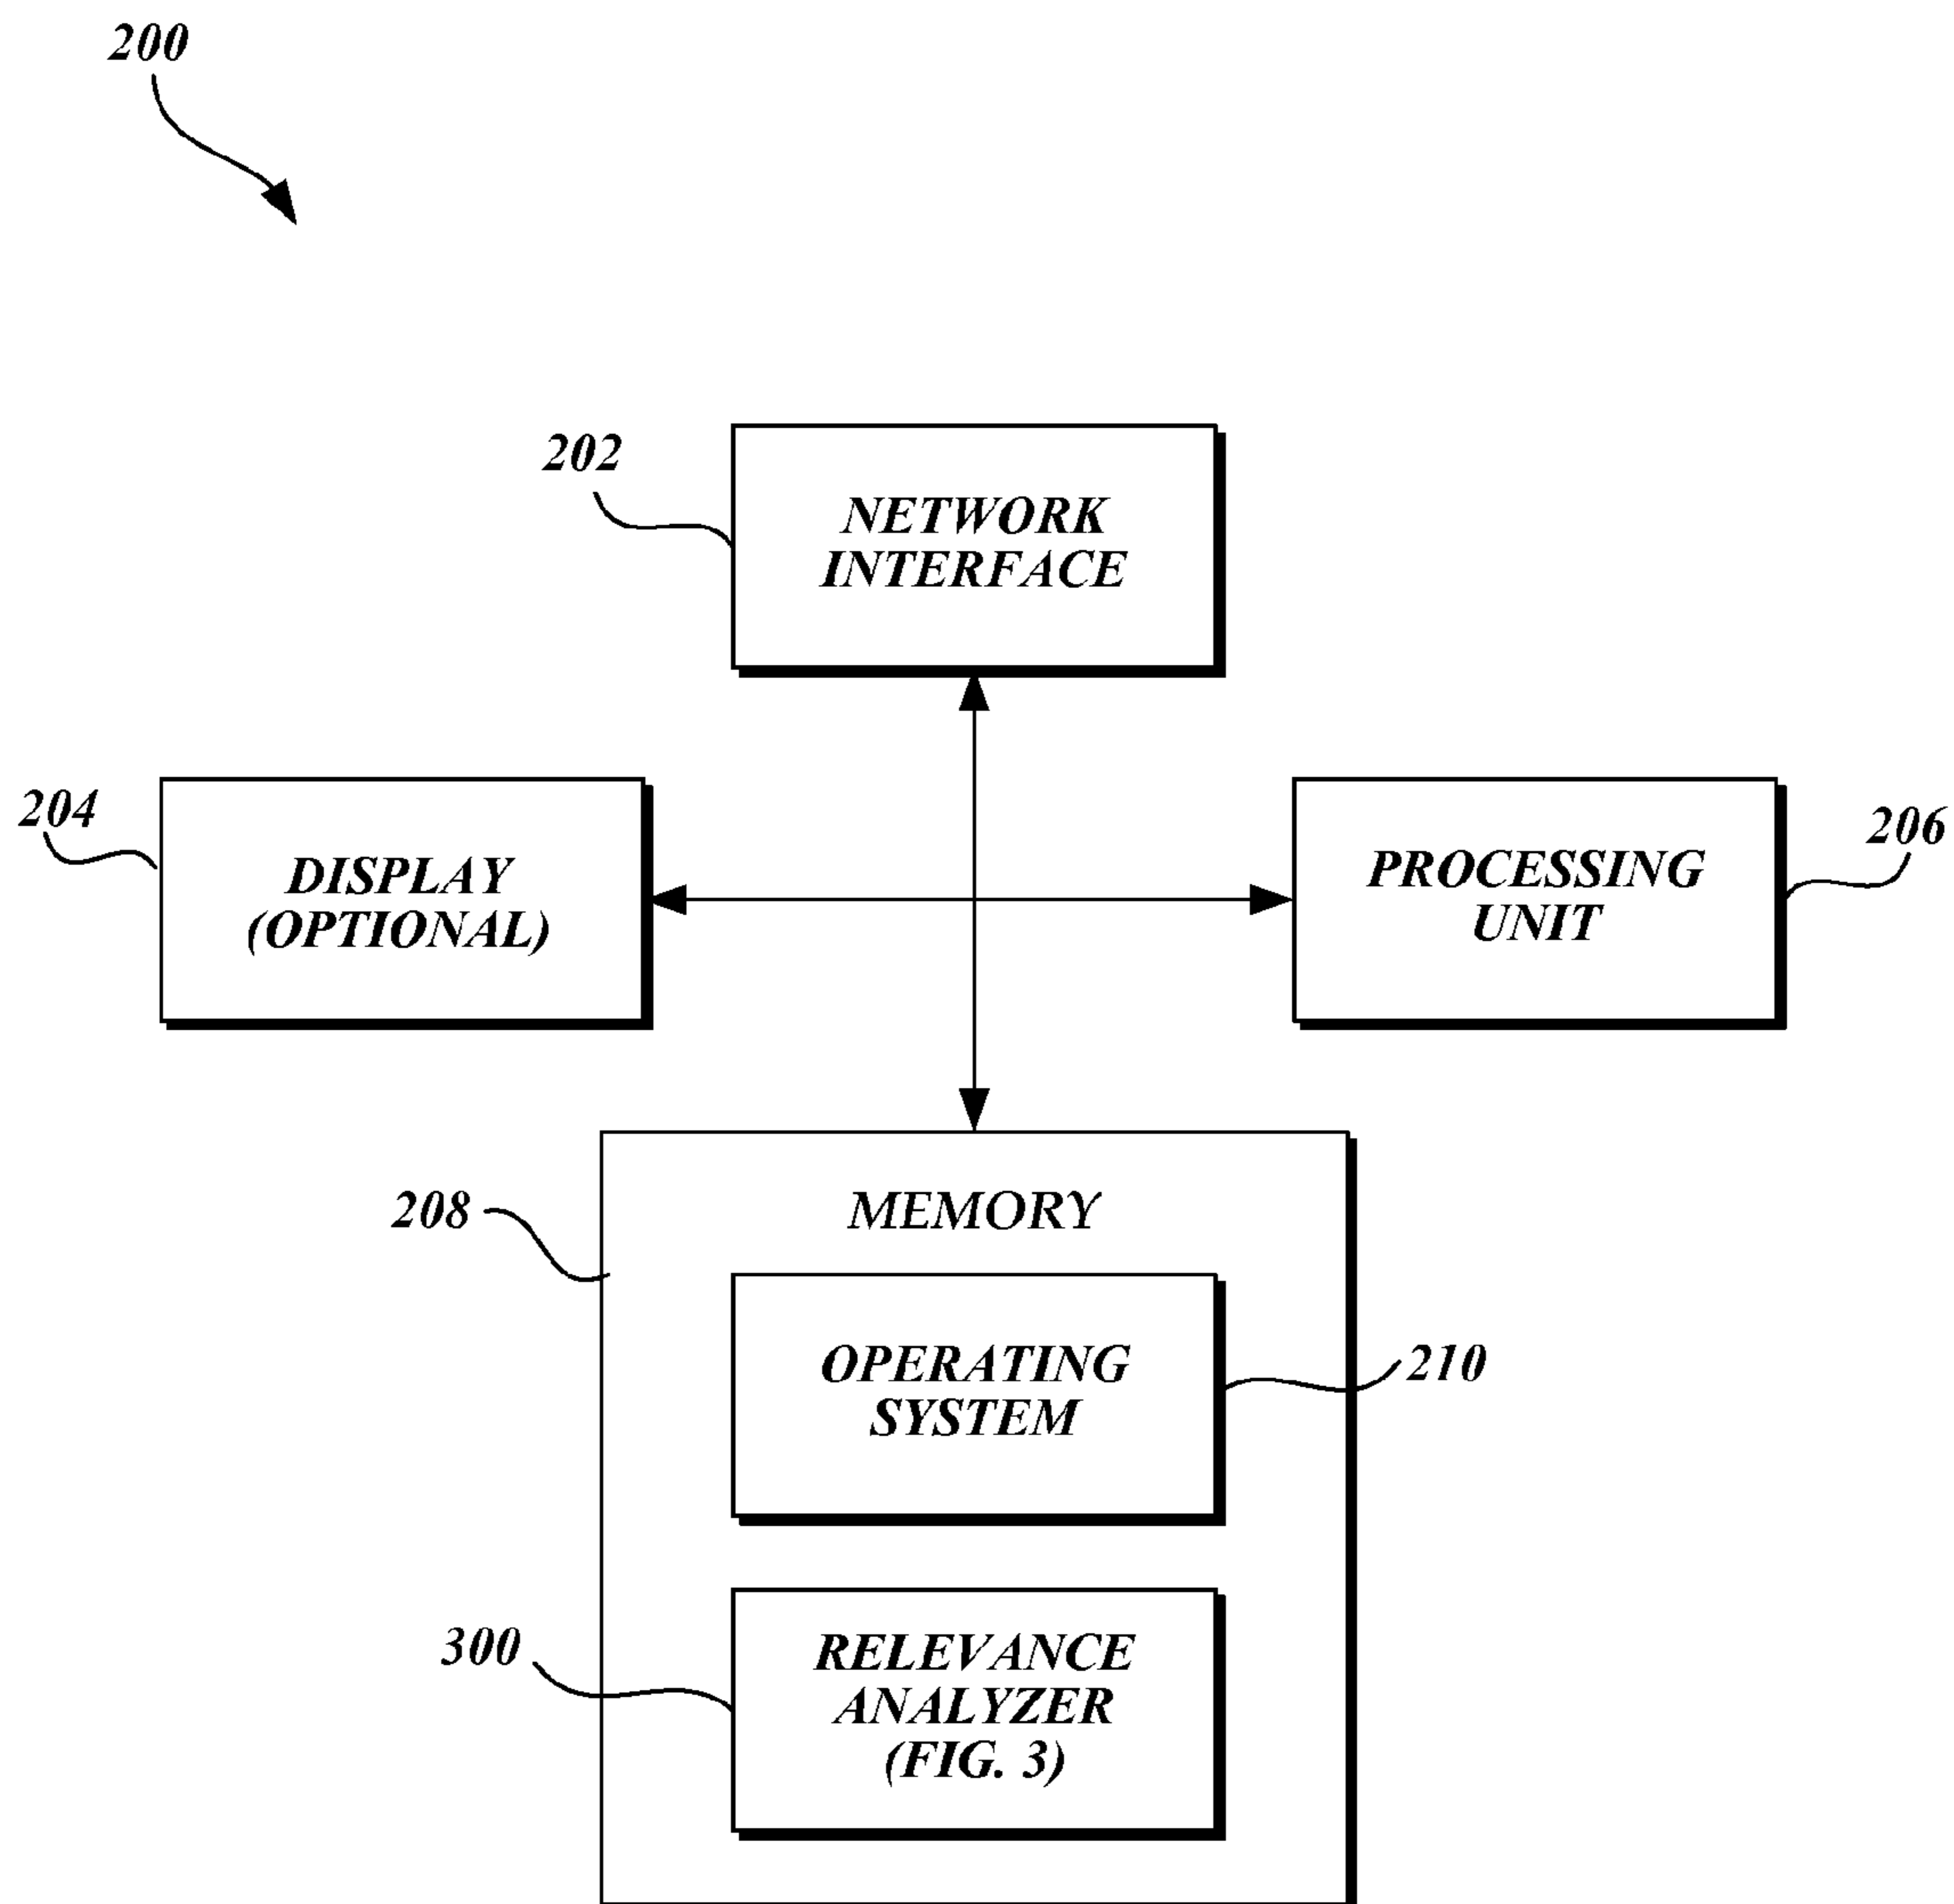 200
202
NETWORK
INTERFACE
204
DISPLAY
(OPTIONAL)
PROCESSING
UNIT
206
208
MEMORY
OPERATING
SYSTEM
210
300
RELEVANCE
ANALYZER
(FIG. 3)